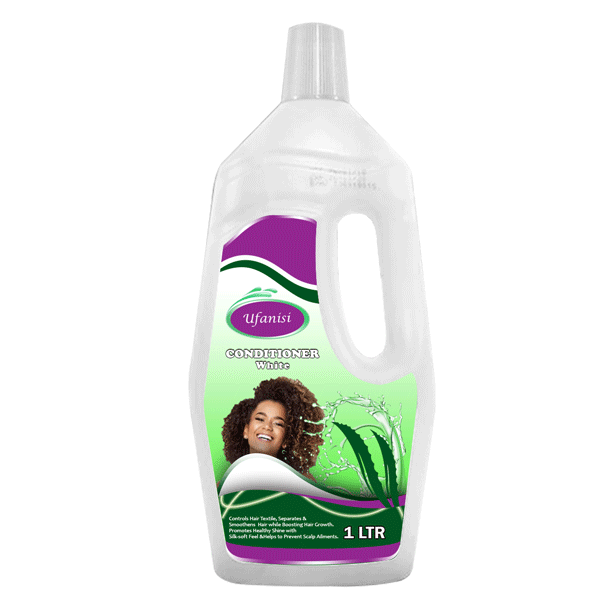 Ufanisi
CONDITIONER
White
Controls Hair Textile, Separates &
Smoothens Hair while Boosting Hair Growth.
Promotes Healthy Shine with
Silk-soft Feel &Helps to Prevent Scalp Ailments.
1 LTR